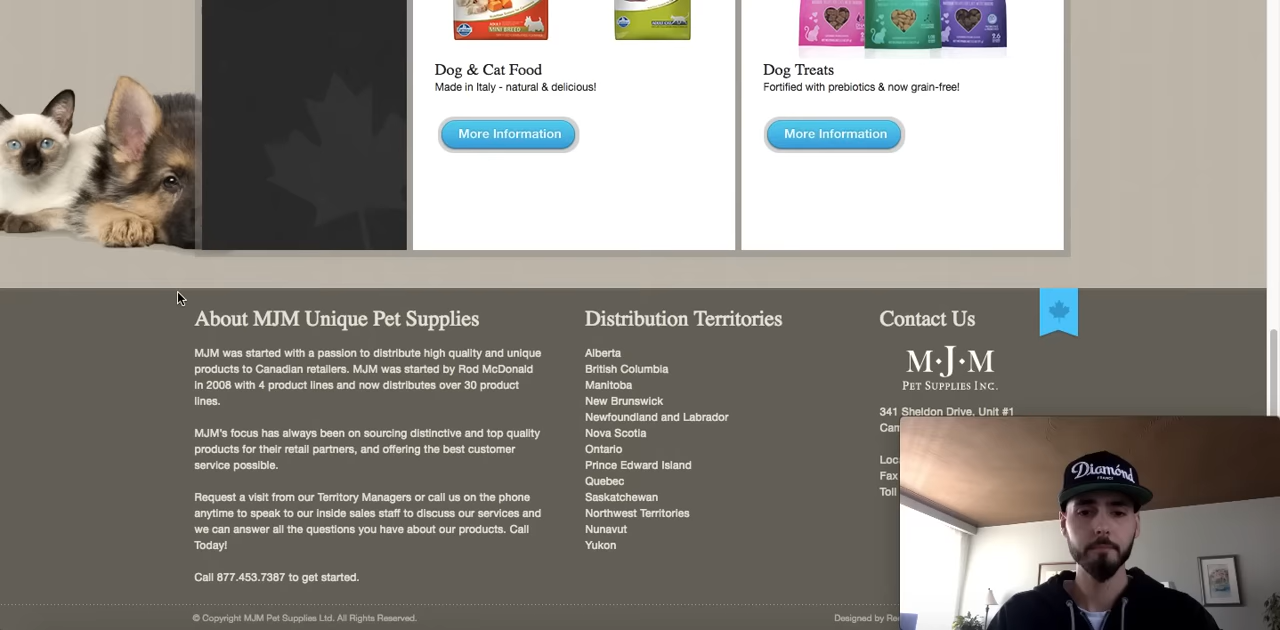 MINI BREED
Dog & Cat Food
Made in Italy - natural & delicious!
More Information
Dog Treats
Fortified with prebiotics & now grain-free!
More Information
About MJM Unique Pet Supplies
MJM was started with a passion to distribute high quality and unique
products to Canadian retailers. MJM was started by Rod McDonald
in 2008 with 4 product lines and now distributes over 30 product
lines.
MJM's focus has always been on sourcing distinctive and top quality
products for their retail partners, and offering the best customer
service possible.
Request a visit from our Territory Managers or call us on the phone
anytime to speak to our inside sales staff to discuss our services and
we can answer all the questions you have about our products. Call
Today!
Call 877.453.7387 to get started.
Distribution Territories
Alberta
British Columbia
Manitoba
New Brunswick
Newfoundland and Labrador
Nova Scotia
Ontario
Prince Edward Island
Quebec
Saskatchewan
Northwest Territories
Nunavut
Yukon
Contact Us
M·J·M
PET SUPPLIES INC.
341 Sheldon Drive, Unit #1
Fax
Toll
Diamond
FRANCE
© Copyright MJM Pet Supplies Ltd. All Rights Reserved.
Designed by